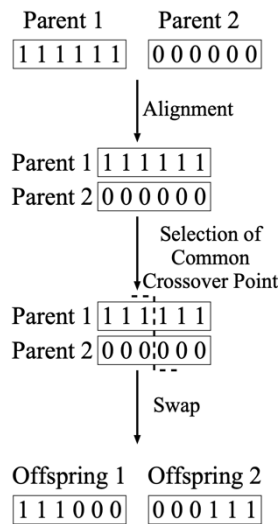 Parent 1 Parent 2
1 1 1 1 1 1 0 0 0 0 0 0
Alignment
Parent 1 1 1 1 1 1 1
Parent 2 0 0 0 0 0 0
Selection of
Common
Crossover Point
Parent 1 1 1 1 1 1 1
Parent 2 0 0 0 0 0 0
Swap
Offspring 1 Offspring 2
1 1 1 0 0 0 0 0 0 1 1 1